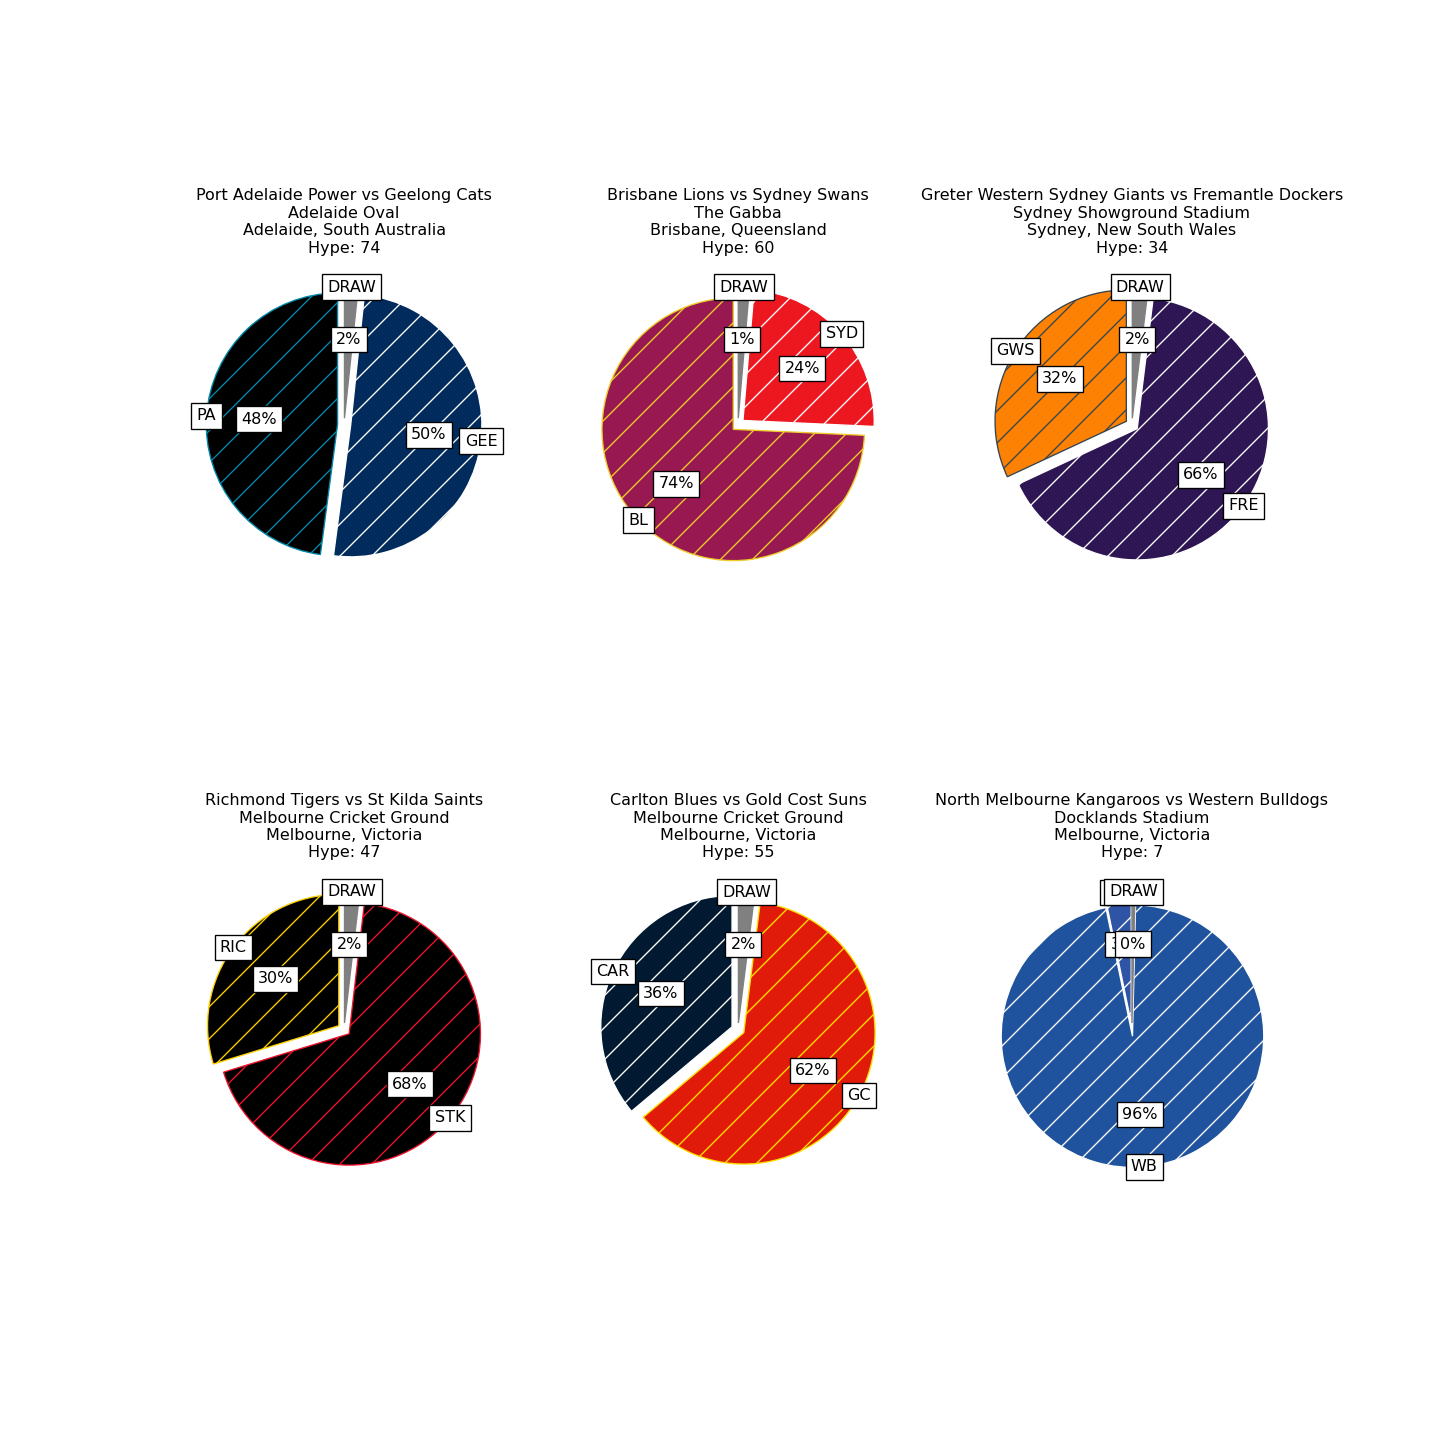 Port Adelaide Power vs Geelong Cats
Adelaide Oval
Adelaide, South Australia
Hype: 74
DRAW
2%
PA
48%
50%
GEE
Brisbane Lions vs Sydney Swans
The Gabba
Brisbane, Queensland
Hype: 60
DRAW
1%
SYD
24%
74%
BL
Greter Western Sydney Giants vs Fremantle Dockers
Sydney Showground Stadium
Sydney, New South Wales
Hype: 34
DRAW
2%
GWS
32%
66%
FRE
Richmond Tigers vs St Kilda Saints
Melbourne Cricket Ground
Melbourne, Victoria
Hype: 47
DRAW
2%
RIC
30%
68%
STK
Carlton Blues vs Gold Cost Suns
Melbourne Cricket Ground
Melbourne, Victoria
Hype: 55
DRAW
2%
CAR
36%
62%
GC
North Melbourne Kangaroos vs Western Bulldogs
Docklands Stadium
Melbourne, Victoria
Hype: 7
DRAW
0%
96%
WB